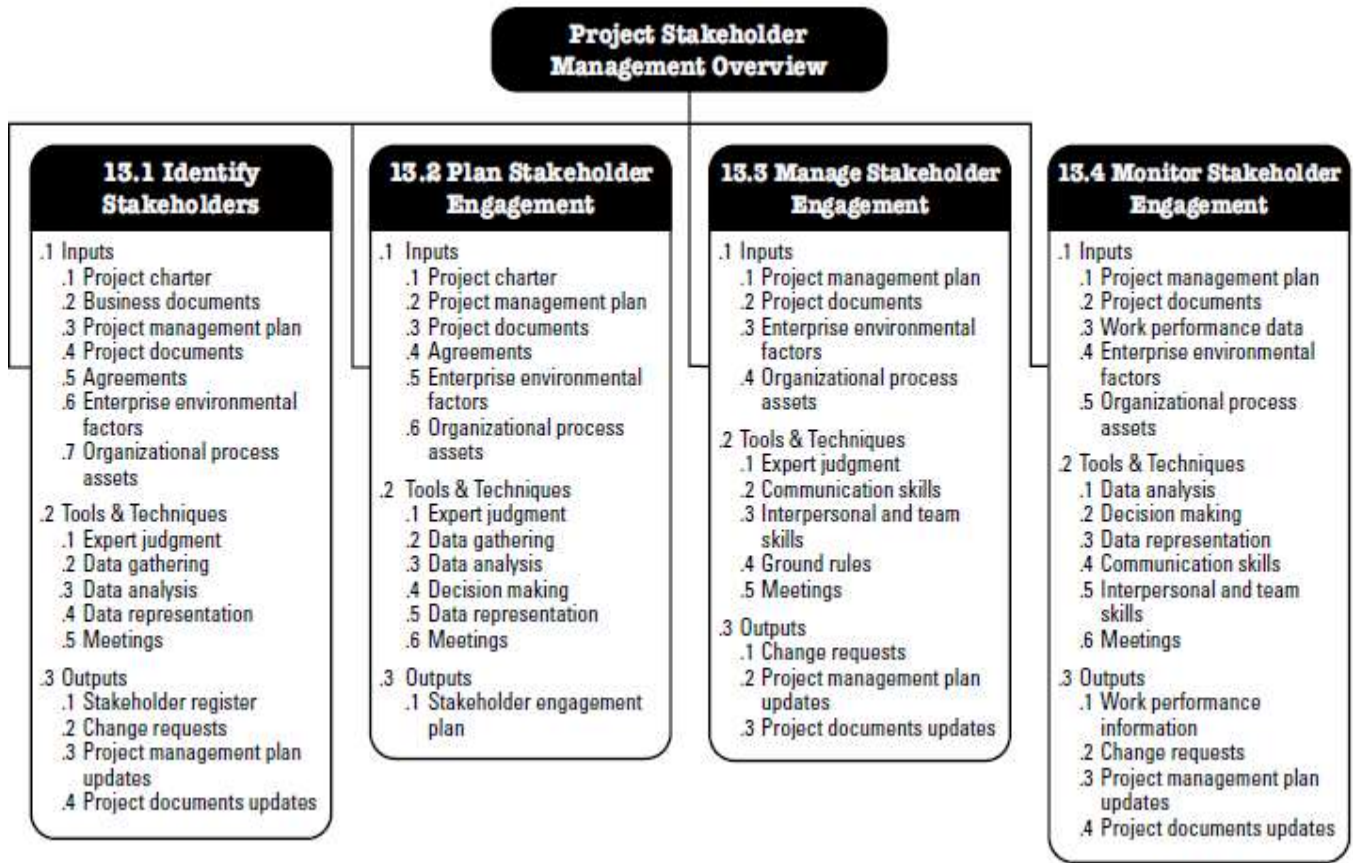 Project Stakeholder
Management Overview
13.1 Identify
Stakeholders
.1 Inputs
.1 Project charter
.2 Business documents
.3 Project management plan
.4 Project documents
.5 Agreements
.6 Enterprise environmental
factors
.7 Organizational process
assets
.2 Tools & Techniques
.1 Expert judgment
.2 Data gathering
.3 Data analysis
.4 Data representation
.5 Meetings
.3 Outputs
.1 Stakeholder register
.2 Change requests
.3 Project management plan
updates
.4 Project documents updates
13.2 Plan Stakeholder
Engagement
.1 Inputs
.1 Project charter
.2 Project management plan
.3 Project documents
.4 Agreements
.5 Enterprise environmental
factors
.6 Organizational process
assets
.2 Tools & Techniques
.1 Expert judgment
.2 Data gathering
.3 Data analysis
.4 Decision making
.5 Data representation
.6 Meetings
.3 Outputs
.1 Stakeholder engagement
plan
13.3 Manage Stakeholder
Engagement
.1 Inputs
.1 Project management plan
.2 Project documents
.3 Enterprise environmental
factors
.4 Organizational process
assets
.2 Tools & Techniques
.1 Expert judgment
.2 Communication skills
.3 Interpersonal and team
skills
.4 Ground rules
.5 Meetings
.3 Outputs
.1 Change requests
.2 Project management plan
updates
.3 Project documents updates
13.4 Monitor Stakeholder
Engagement
.1 Inputs
.1 Project management plan
.2 Project documents
.3 Work performance data
.4 Enterprise environmental
factors
.5 Organizational process
assets
.2 Tools & Techniques
.1 Data analysis
.2 Decision making
.3 Data representation
.4 Communication skills
.5 Interpersonal and team
skills
.6 Meetings
.3 Outputs
.1 Work performance
information
.2 Change requests
.3 Project management plan
updates
.4 Project documents updates